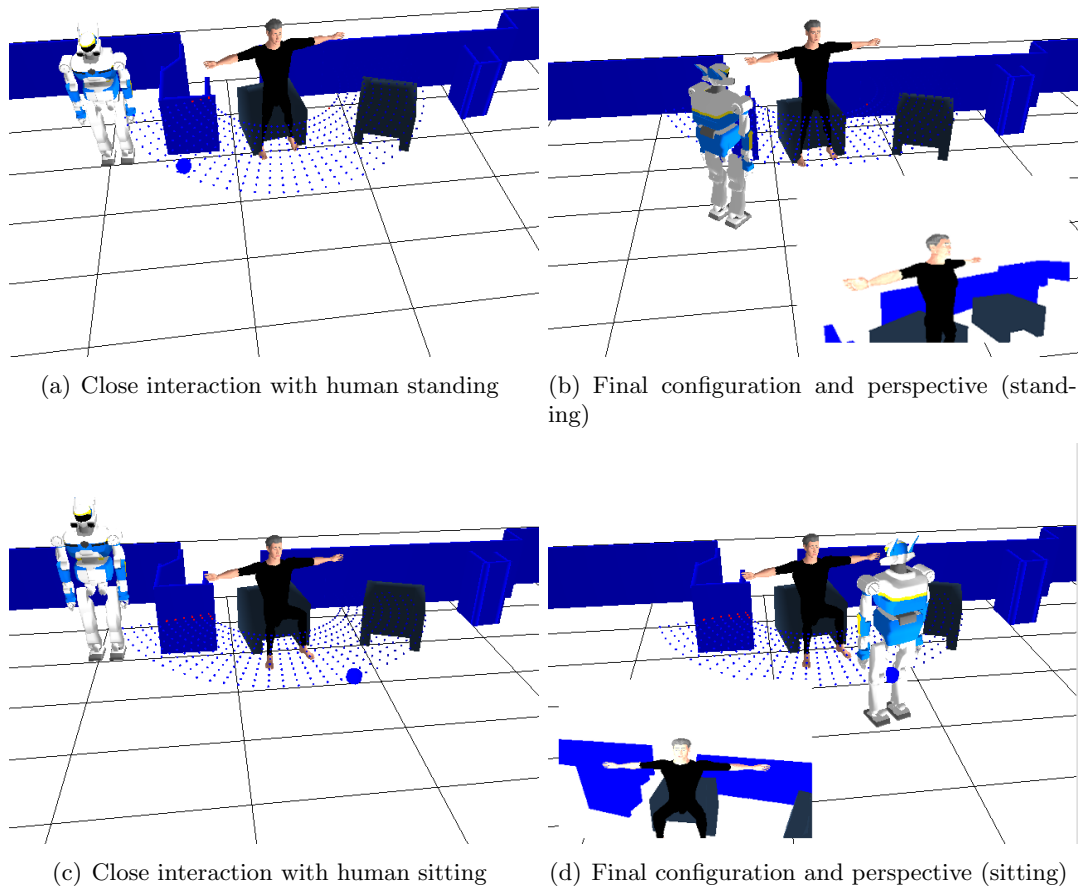 (a) Close interaction with human standing
(b) Final configuration and perspective (stand-
ing)
(c) Close interaction with human sitting
(d) Final configuration and perspective (sitting)